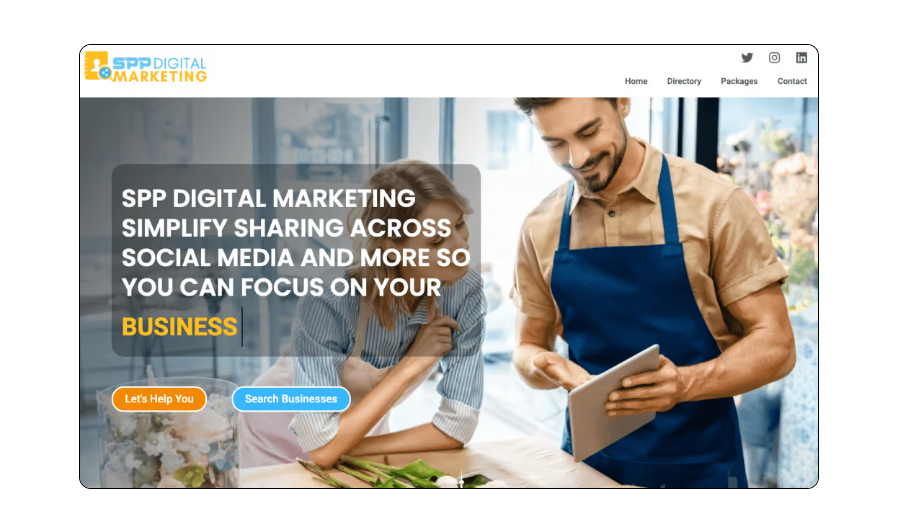 SPP DIGITAL
MARKETING
Home Directory Packages Contact
SPP DIGITAL MARKETING
SIMPLIFY SHARING ACROSS
SOCIAL MEDIA AND MORE SO
YOU CAN FOCUS ON YOUR
BUSINESS
Let's Help You Search Businesses